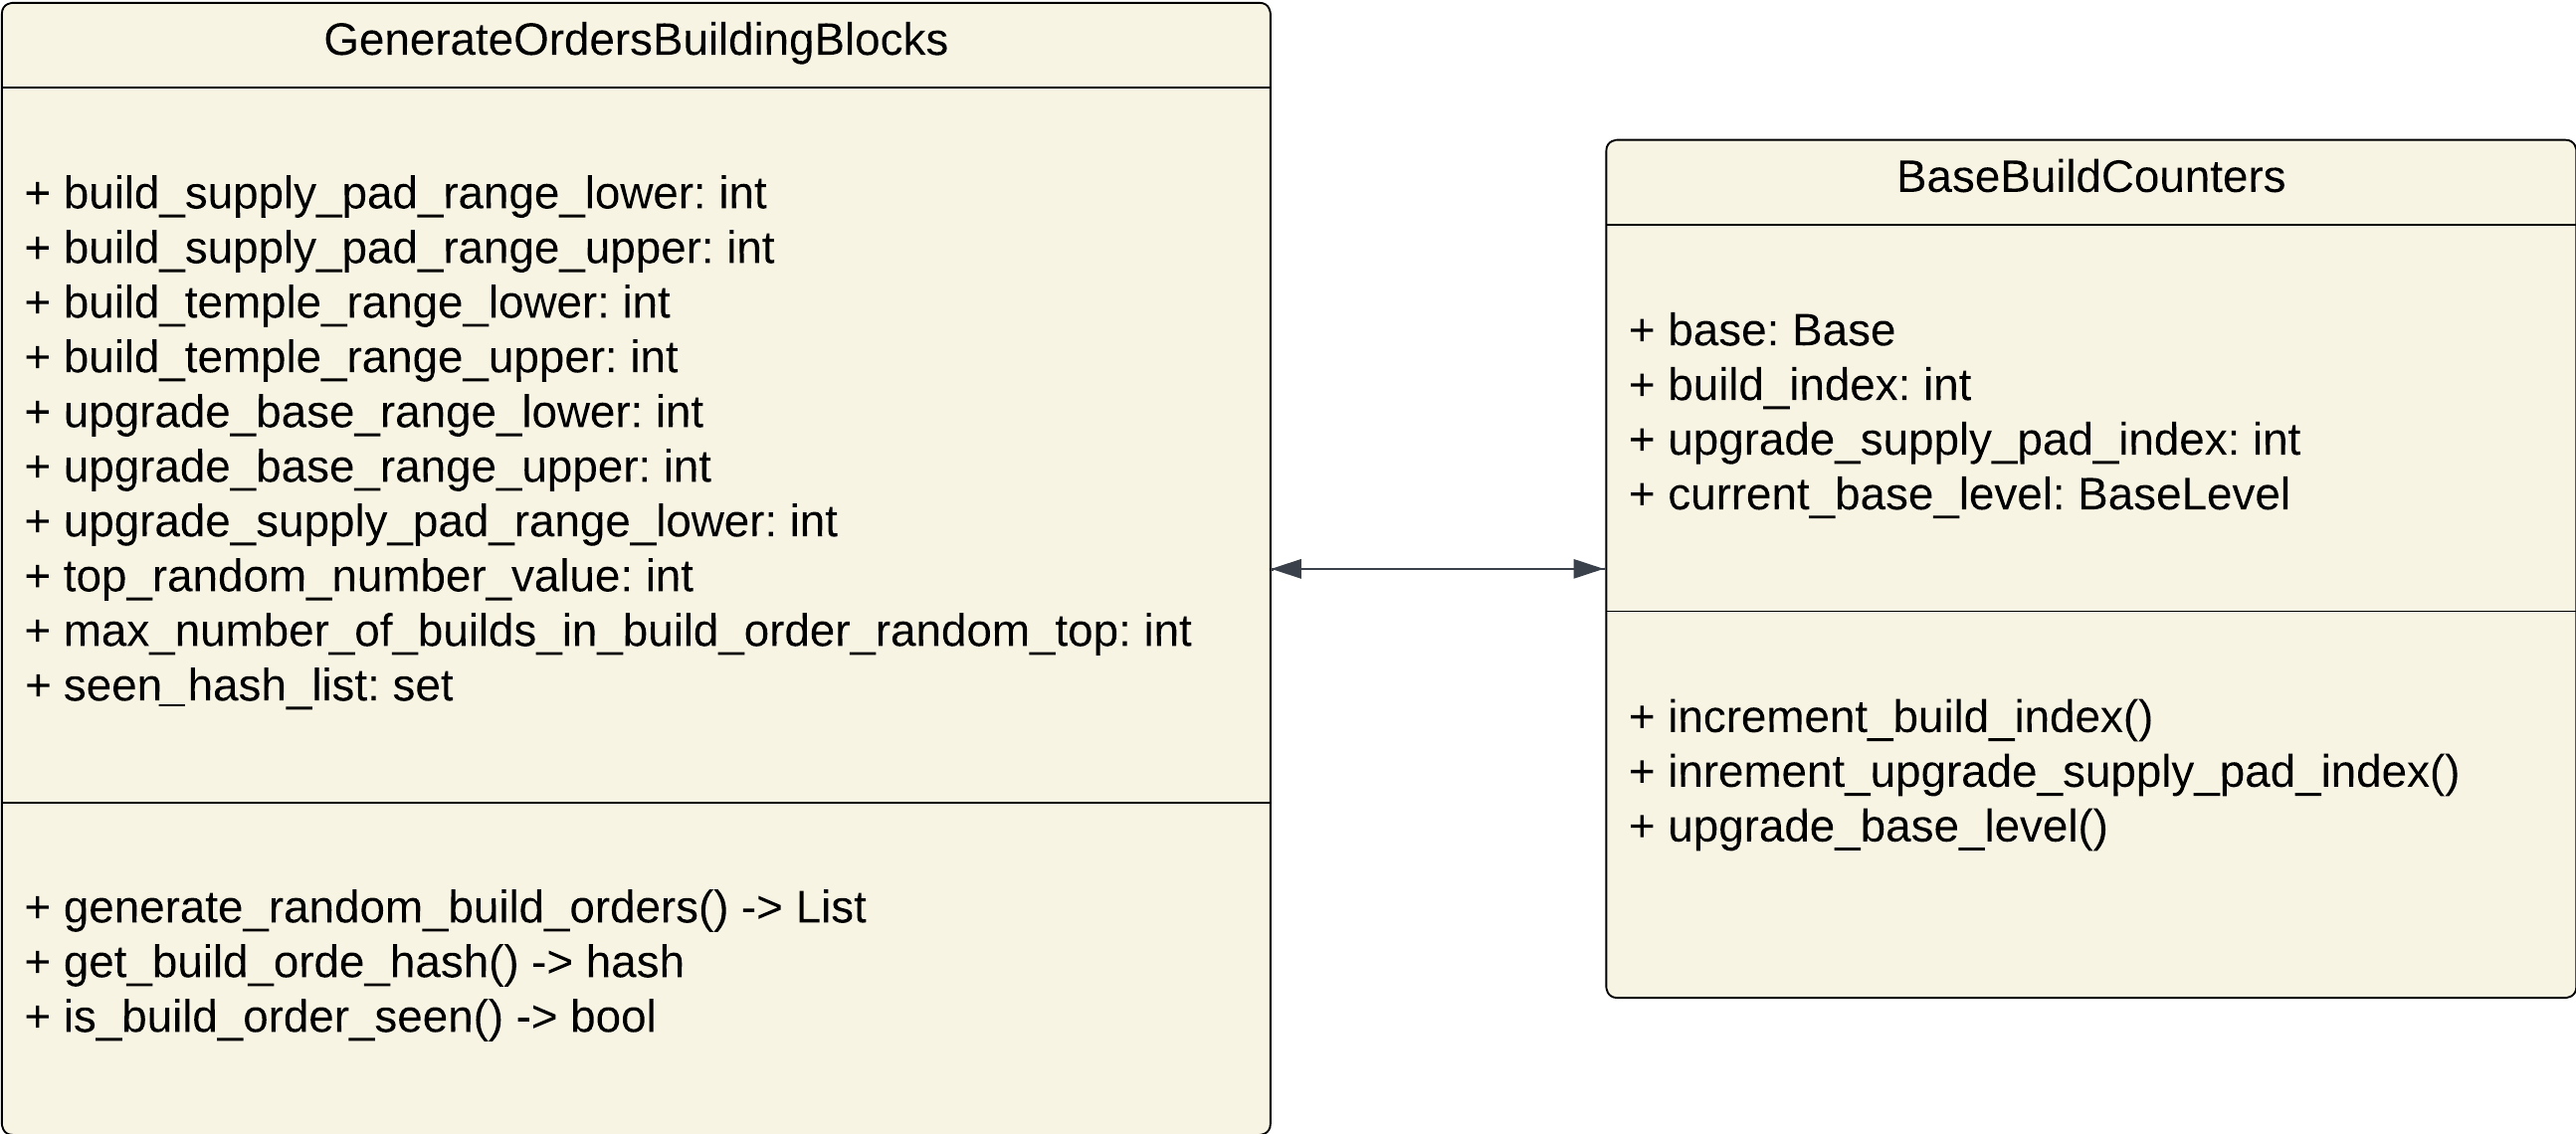 GenerateOrdersBuildingBlocks
+ build_supply_pad_range_lower: int
+ build_supply_pad_range_upper: int
+ build_temple_range_lower: int
+ build_temple_range_upper: int
+ upgrade_base_range_lower: int
+ upgrade_base_range_upper: int
+ upgrade_supply_pad_range_lower: int
+ top_random_number_value: int
+ max_number_of_builds_in_build_order_random_top: int
+ seen_hash_list: set
+ generate_random_build_orders() -> List
+ get_build_orde_hash() -> hash
+ is_build_order_seen() -> bool
BaseBuildCounters
+ base: Base
+ build_index: int
+ upgrade_supply_pad_index: int
+ current_base_level: BaseLevel
+ increment_build_index()
+ inrement_upgrade_supply_pad_index()
+ upgrade_base_level()